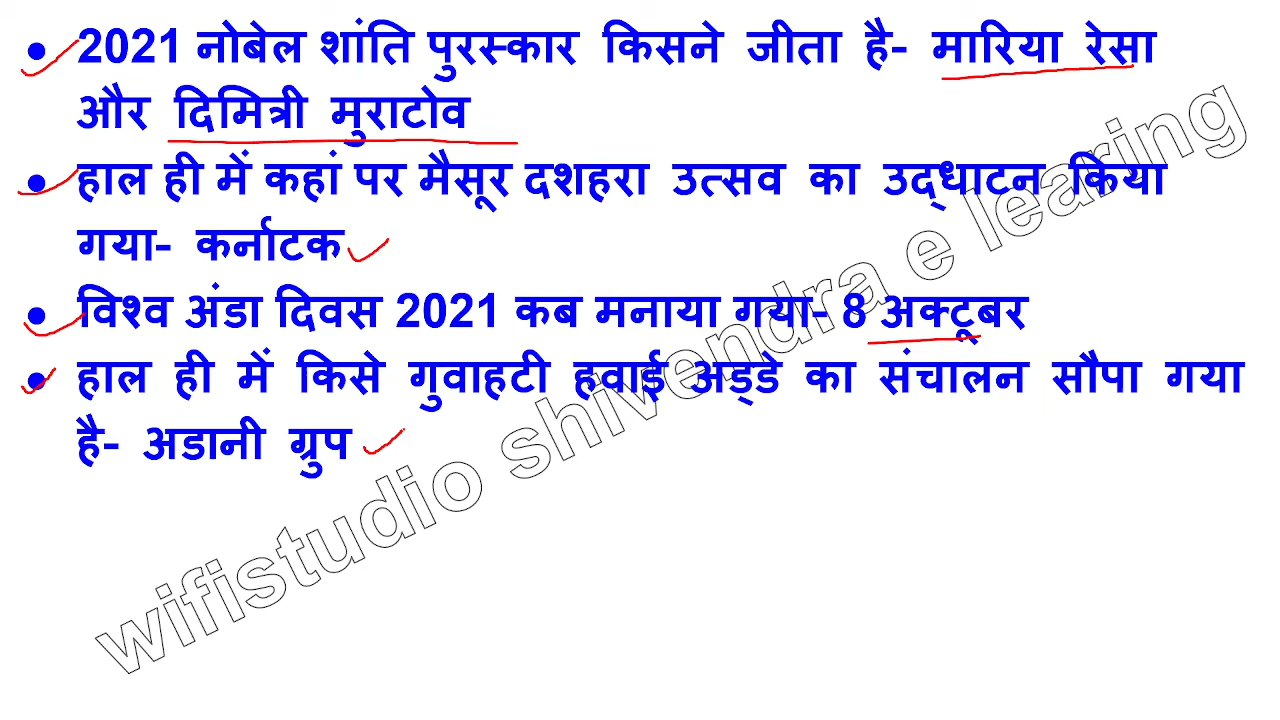 • 2021 नोबेल शांति पुरस्कार किसने जीता है- मारिया रेसा
और दिमित्री मुराटोव
• हाल ही में कहां पर मैसूर दशहरा उत्सव का उद्धाटन किया
गया- कर्नाटक
• विश्व अंडा दिवस 2021 कब मनाया गया- 8 अक्टूबर
• हाल ही में किसे गुवाहटी हवाई अड्डे का संचालन सौपा गया
है- अडानी ग्रुप
wifistudio shivendra e learing